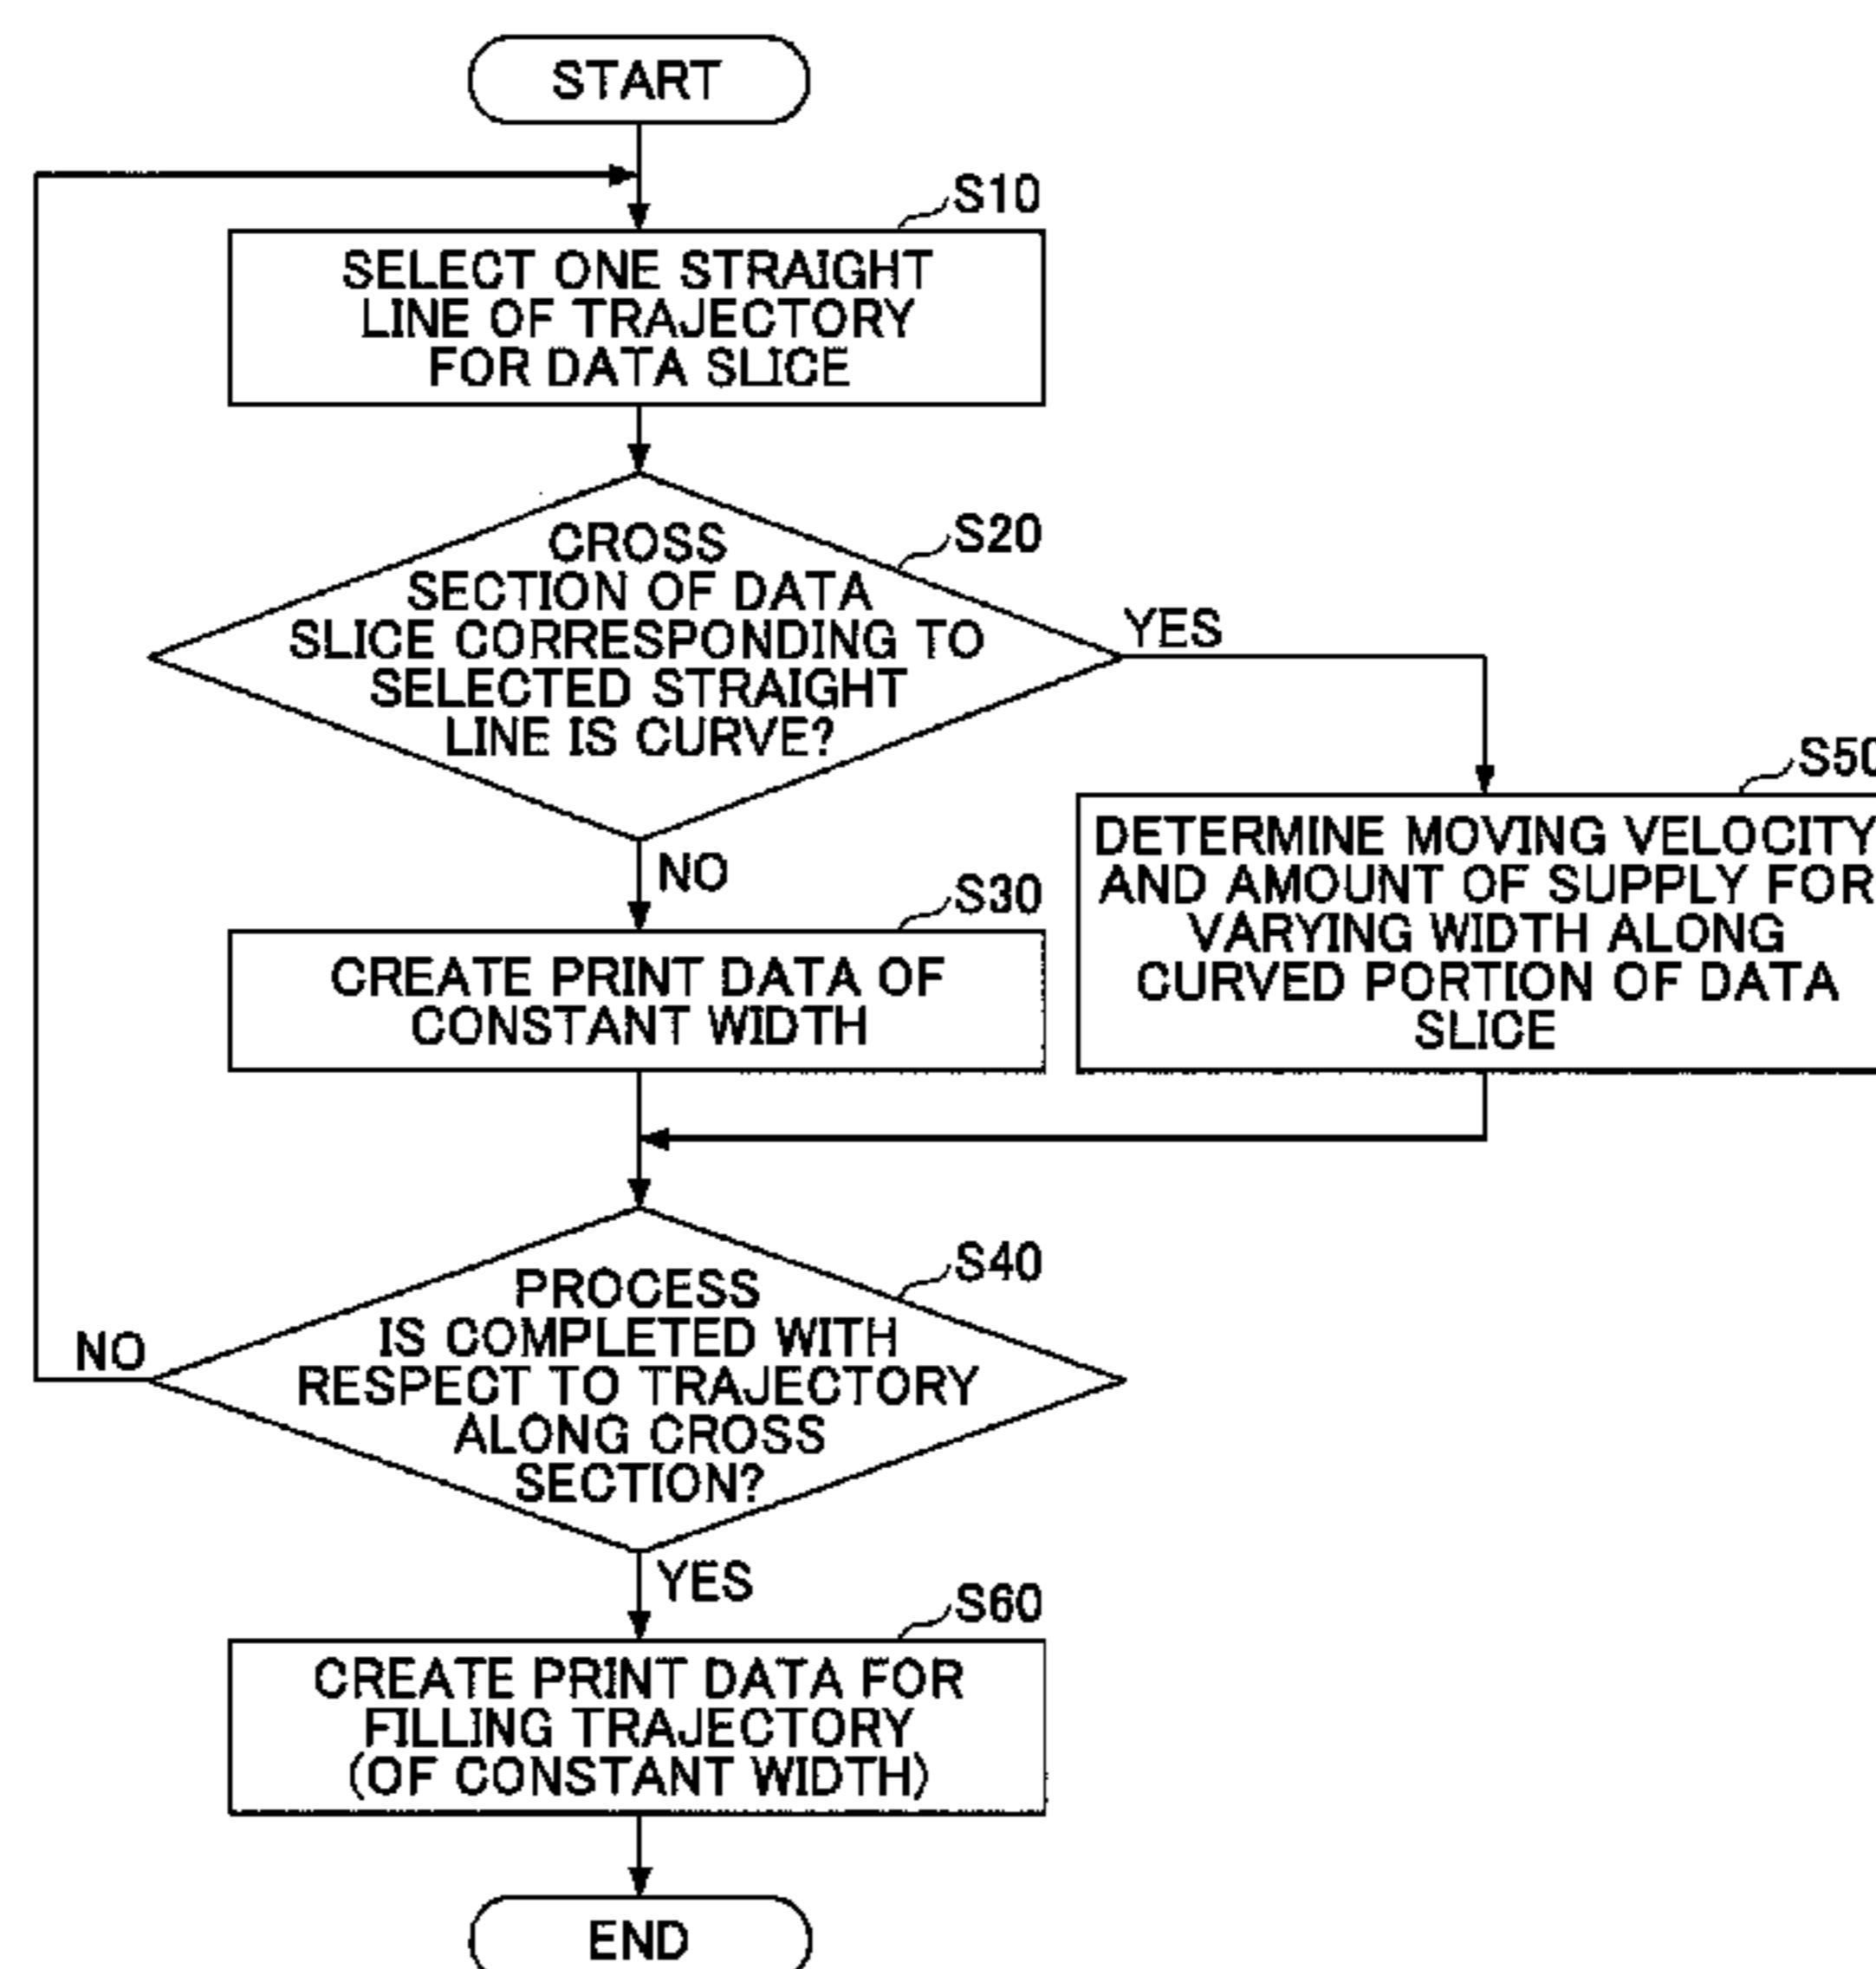 START
S10
SELECT ONE STRAIGHT
LINE OF TRAJECTORY
FOR DATA SLICE
S20
CROSS
SECTION OF DATA
SLICE CORRESPONDING TO
SELECTED STRAIGHT
LINE IS CURVE?
YES
NO
S30
CREATE PRINT DATA OF
CONSTANT WIDTH
S50
DETERMINE MOVING VELOCITY
AND AMOUNT OF SUPPLY FOR
VARYING WIDTH ALONG
CURVED PORTION OF DATA
SLICE
S40
PROCESS
IS COMPLETED WITH
RESPECT TO TRAJECTORY
ALONG CROSS
SECTION?
NO
YES
S60
CREATE PRINT DATA FOR
FILLING TRAJECTORY
(OF CONSTANT WIDTH)
END